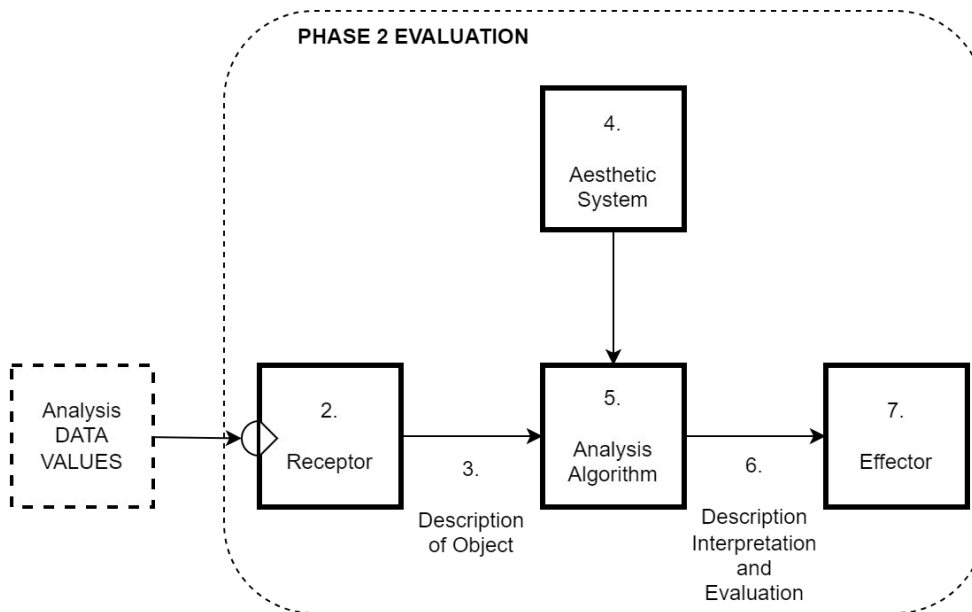 PHASE 2 EVALUATION
4.
Aesthetic
System
Analysis
DATA
VALUES
2.
Receptor
3.
Description
of Object
5.
Analysis
Algorithm
6.
Description
Interpretation
and
Evaluation
7.
Effector